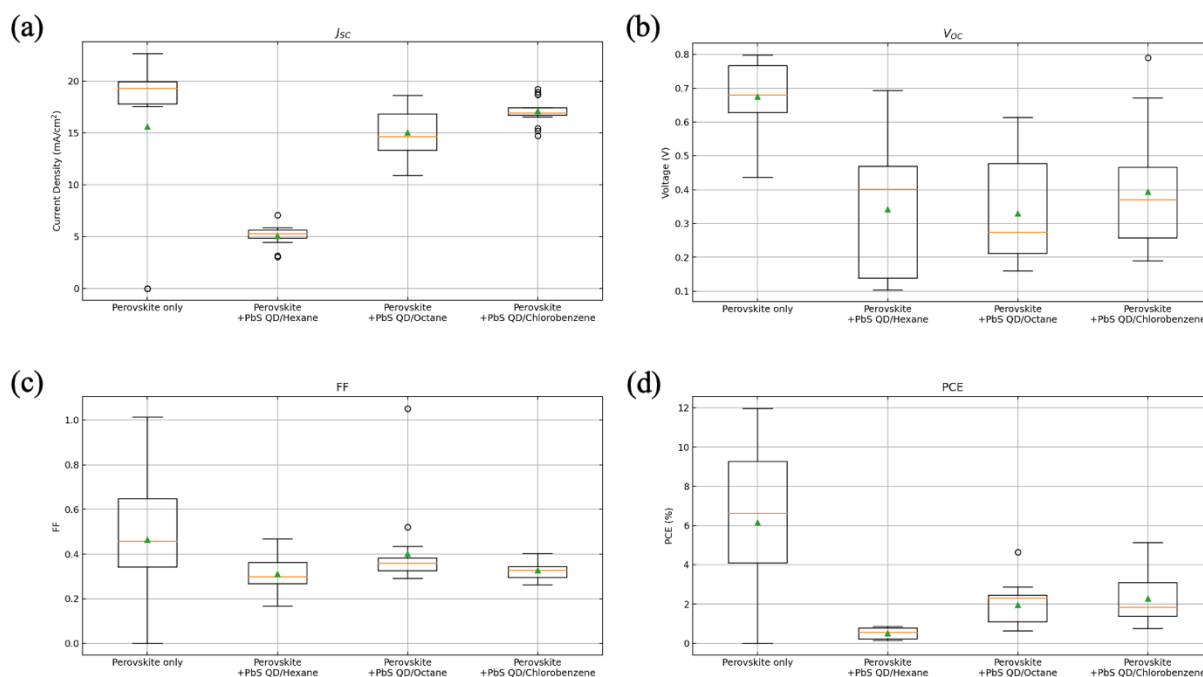 (a)
J_SC
Current Density (mA/cm²)
20
15
10
5
0
Perovskite only
Perovskite
+PbS QD/Hexane
Perovskite
+PbS QD/Octane
Perovskite
+PbS QD/Chlorobenzene
(b)
V_OC
Voltage (V)
0.8
0.7
0.6
0.5
0.4
0.3
0.2
0.1
Perovskite only
Perovskite
+PbS QD/Hexane
Perovskite
+PbS QD/Octane
Perovskite
+PbS QD/Chlorobenzene
(c)
FF
FF
1.0
0.8
0.6
0.4
0.2
0.0
Perovskite only
Perovskite
+PbS QD/Hexane
Perovskite
+PbS QD/Octane
Perovskite
+PbS QD/Chlorobenzene
(d)
PCE
PCE (%)
12
10
8
6
4
2
0
Perovskite only
Perovskite
+PbS QD/Hexane
Perovskite
+PbS QD/Octane
Perovskite
+PbS QD/Chlorobenzene